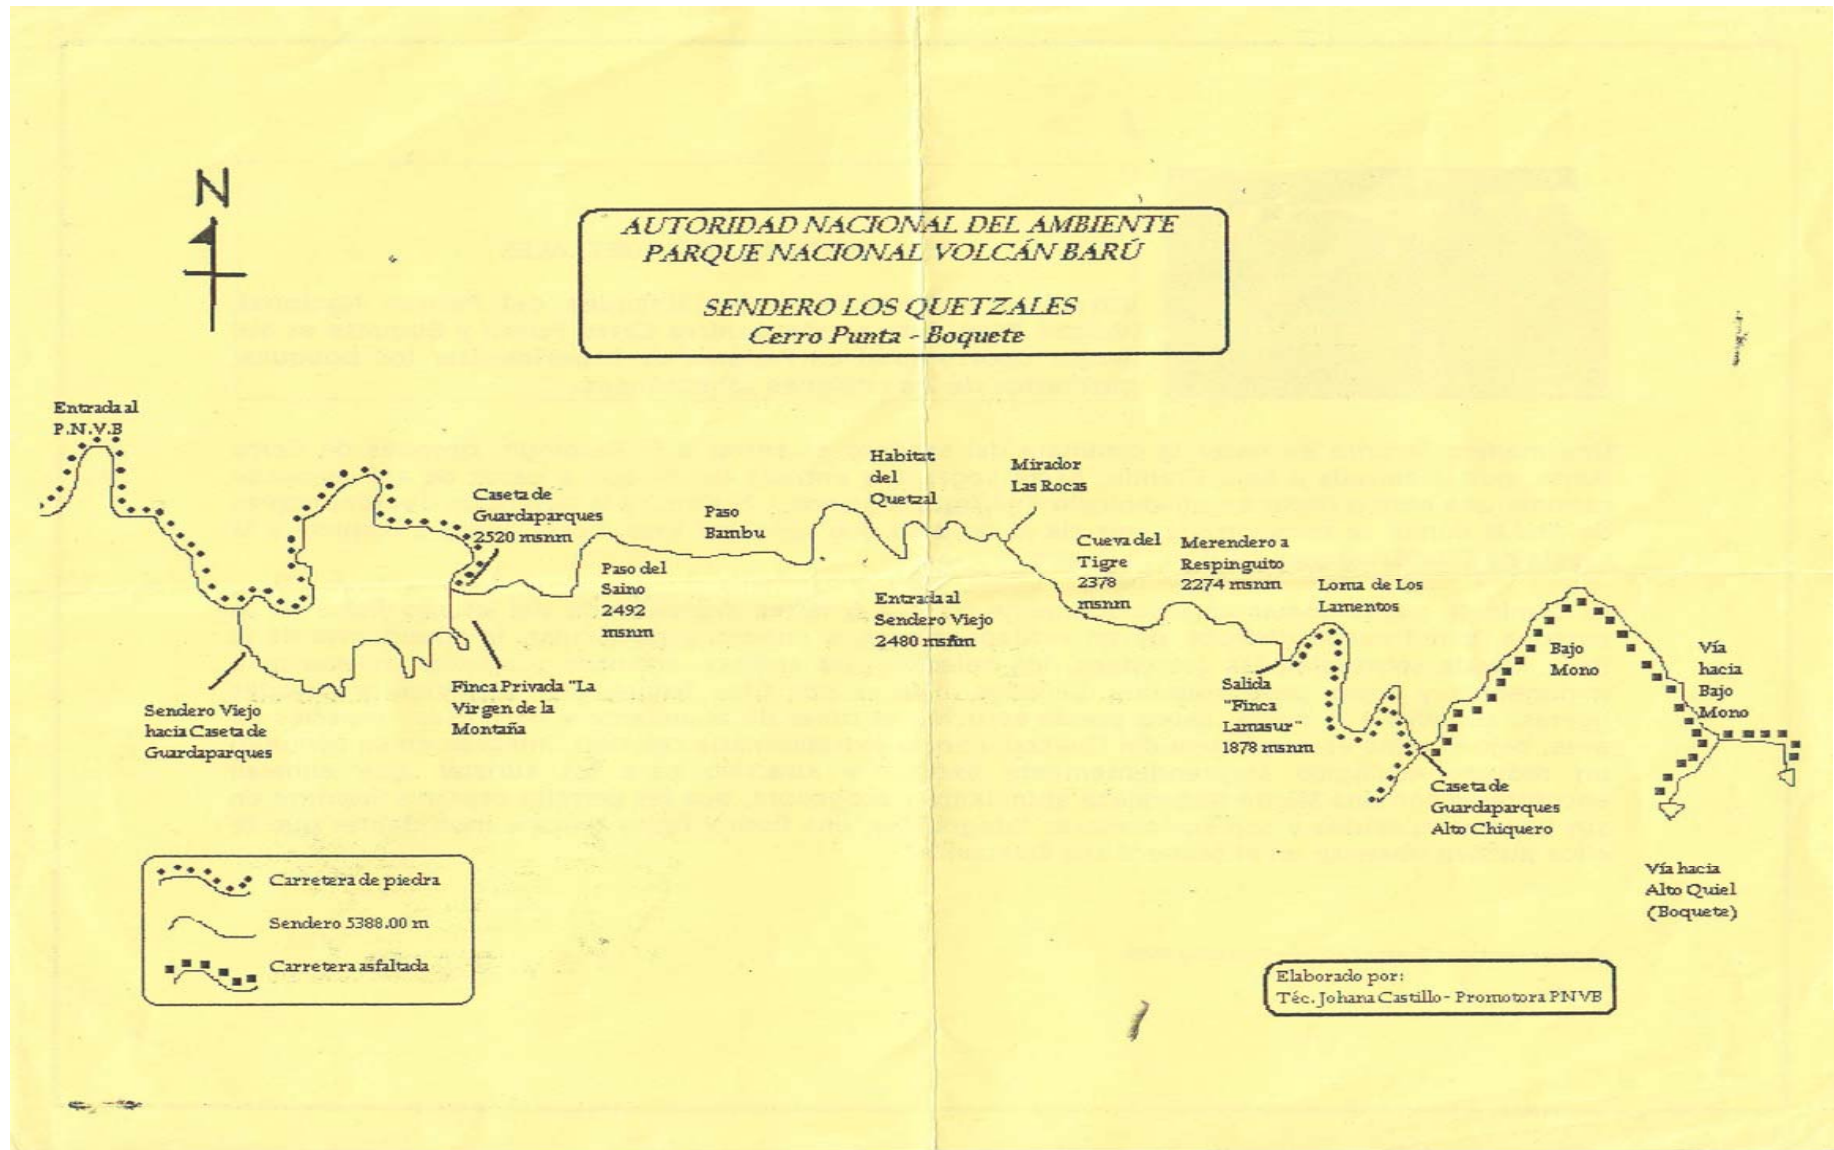 N
AUTORIDAD NACIONAL DEL AMBIENTE
PARQUE NACIONAL VOLCÁN BARÚ
SENDERO LOS QUETZALES
Cerro Punta - Boquete
Entrada al
P.N.V.B
Caseta de
Guardaparques
2520 msnm
Paso
Bambu
Habitat
del
Quetzal
Mirador
Las Rocas
Paso del
Saino
2492
msnm
Entrada al
Sendero Viejo
2480 msnm
Cueva del
Tigre
2378
msnm
Merendero a
Respinguito
2274 msnm
Loma de Los
Lamentos
Bajo
Mono
Vía
hacia
Bajo
Mono
Sendero Viejo
hacia Caseta de
Guardaparques
Finca Privada "La
Virgen de la
Montaña
Salida
"Finca
Lamasur"
1878 msnm
Caseta de
Guardaparques
Alto Chiquero
Vía hacia
Alto Quiel
(Boquete)
Carretera de piedra
Sendero 5388.00 m
Carretera asfaltada
Elaborado por:
Téc. Johana Castillo - Promotora PNVB